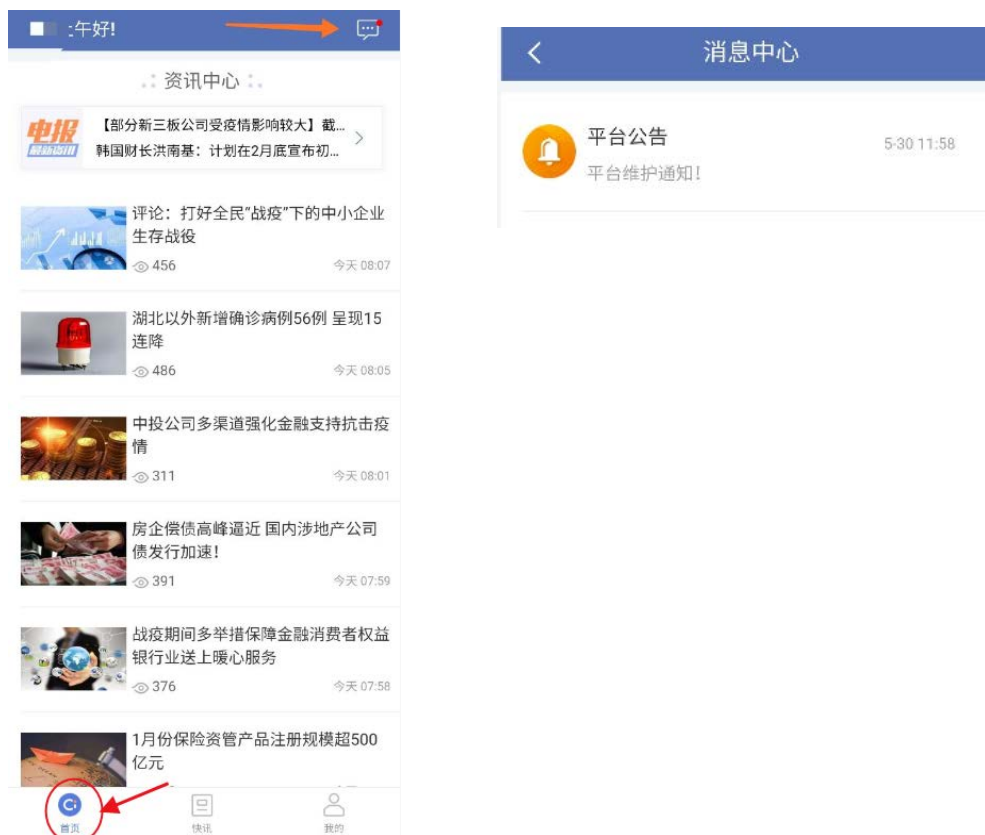 上午好!
资讯中心
电报
最新资讯
【部分新三板公司受疫情影响较大】截...
韩国财长洪南基：计划在2月底宣布初...
评论：打好全民“战疫”下的中小企业
生存战役
456
今天 08:07
湖北以外新增确诊病例56例 呈现15
连降
486
今天 08:05
中投公司多渠道强化金融支持抗击疫
情
311
今天 08:01
房企偿债高峰逼近 国内涉地产公司
债发行加速！
391
今天 07:59
战疫期间多举措保障金融消费者权益
银行业送上暖心服务
376
今天 07:58
1月份保险资管产品注册规模超500
亿元
首页
快讯
我的
消息中心
平台公告
5-30 11:58
平台维护通知！